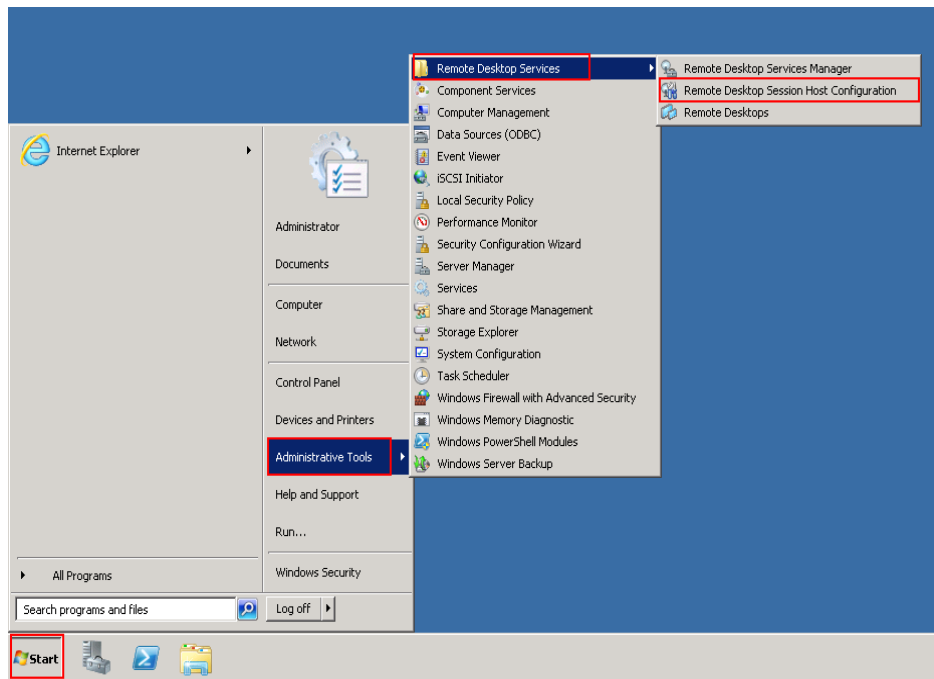 Internet Explorer
All Programs
Search programs and files
Administrator
Documents
Computer
Network
Control Panel
Devices and Printers
Administrative Tools
Help and Support
Run...
Windows Security
Log off
Remote Desktop Services
Component Services
Computer Management
Data Sources (ODBC)
Event Viewer
iSCSI Initiator
Local Security Policy
Performance Monitor
Security Configuration Wizard
Server Manager
Services
Share and Storage Management
Storage Explorer
System Configuration
Task Scheduler
Windows Firewall with Advanced Security
Windows Memory Diagnostic
Windows PowerShell Modules
Windows Server Backup
Remote Desktop Services Manager
Remote Desktop Session Host Configuration
Remote Desktops
Start